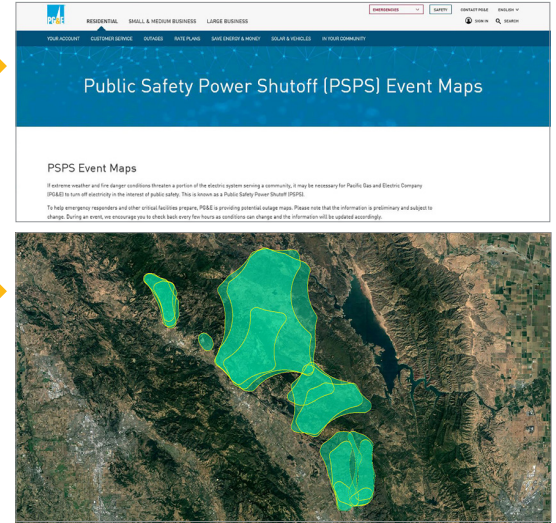 PG&E
EMERGENCIES SAFETY CONTACT PG&E ENGLISH
RESIDENTIAL SMALL & MEDIUM BUSINESS LARGE BUSINESS SIGN IN SEARCH
YOUR ACCOUNT CUSTOMER SERVICE OUTAGES RATE PLANS SAVE ENERGY & MONEY SOLAR & VEHICLES IN YOUR COMMUNITY
Public Safety Power Shutoff (PSPS) Event Maps
PSPS Event Maps
If extreme weather and fire danger conditions threaten a portion of the electric system serving a community, it may be necessary for Pacific Gas and Electric Company
(PG&E) to turn off electricity in the interest of public safety. This is known as a Public Safety Power Shutoff (PSPS).
To help emergency responders and other critical facilities prepare, PG&E is providing potential outage maps. Please note that the information is preliminary and subject to
change. During an event, we encourage you to check back every few hours as conditions can change and the information will be updated accordingly.